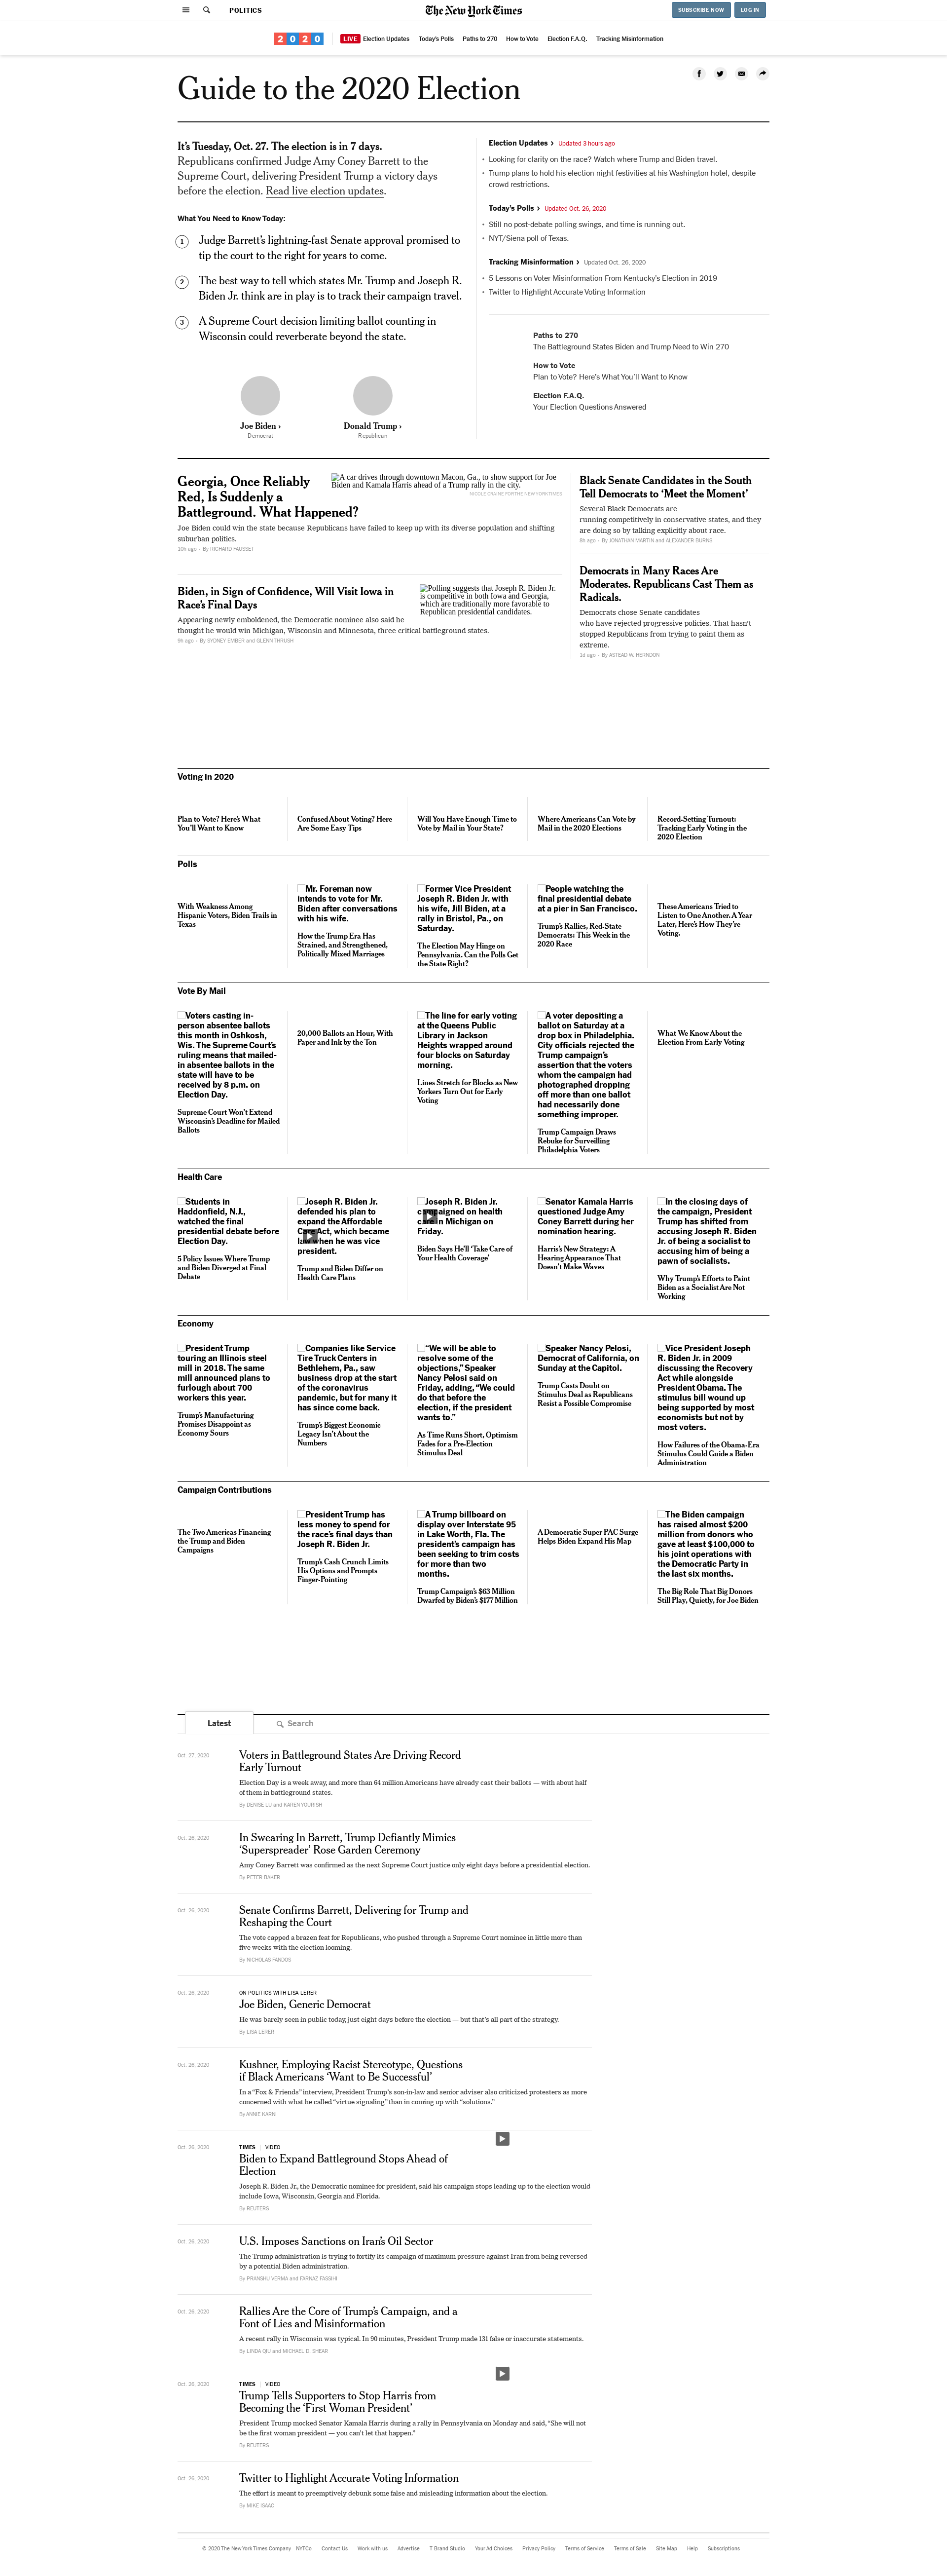 POLITICS
The New York Times
SUBSCRIBE NOW
LOG IN
2020
LIVE Election Updates
Today's Polls
Paths to 270
How to Vote
Election F.A.Q.
Tracking Misinformation
Guide to the 2020 Election
It's Tuesday, Oct. 27. The election is in 7 days.
Republicans confirmed Judge Amy Coney Barrett to the
Supreme Court, delivering President Trump a victory days
before the election. Read live election updates.
What You Need to Know Today:
1 Judge Barrett's lightning-fast Senate approval promised to
tip the court to the right for years to come.
2 The best way to tell which states Mr. Trump and Joseph R.
Biden Jr. think are in play is to track their campaign travel.
3 A Supreme Court decision limiting ballot counting in
Wisconsin could reverberate beyond the state.
Joe Biden ›
Democrat
Donald Trump ›
Republican
Election Updates › Updated 3 hours ago
• Looking for clarity on the race? Watch where Trump and Biden travel.
• Trump plans to hold his election night festivities at his Washington hotel, despite
crowd restrictions.
Today's Polls › Updated Oct. 26, 2020
• Still no post-debate polling swings, and time is running out.
• NYT/Siena poll of Texas.
Tracking Misinformation › Updated Oct. 26, 2020
• 5 Lessons on Voter Misinformation From Kentucky's Election in 2019
• Twitter to Highlight Accurate Voting Information
Paths to 270
The Battleground States Biden and Trump Need to Win 270
How to Vote
Plan to Vote? Here's What You'll Want to Know
Election F.A.Q.
Your Election Questions Answered
Georgia, Once Reliably
Red, Is Suddenly a
Battleground. What Happened?
A car drives through downtown Macon, Ga., to show support for Joe
Biden and Kamala Harris ahead of a Trump rally in the city.
NICOLE CRAINE FOR THE NEW YORK TIMES
Joe Biden could win the state because Republicans have failed to keep up with its diverse population and shifting
suburban politics.
10h ago • By RICHARD FAUSSET
Biden, in Sign of Confidence, Will Visit Iowa in
Race's Final Days
Polling suggests that Joseph R. Biden Jr.
is competitive in both Iowa and Georgia,
which are traditionally more favorable to
Republican presidential candidates.
Appearing newly emboldened, the Democratic nominee also said he
thought he would win Michigan, Wisconsin and Minnesota, three critical battleground states.
9h ago • By SYDNEY EMBER and GLENN THRUSH
Black Senate Candidates in the South
Tell Democrats to 'Meet the Moment'
Several Black Democrats are
running competitively in conservative states, and they
are doing so by talking explicitly about race.
8h ago • By JONATHAN MARTIN and ALEXANDER BURNS
Democrats in Many Races Are
Moderates. Republicans Cast Them as
Radicals.
Democrats chose Senate candidates
who have rejected progressive policies. That hasn't
stopped Republicans from trying to paint them as
extreme.
1d ago • By ASTEAD W. HERNDON
Voting in 2020
Plan to Vote? Here's What
You'll Want to Know
Confused About Voting? Here
Are Some Easy Tips
Will You Have Enough Time to
Vote by Mail in Your State?
Where Americans Can Vote by
Mail in the 2020 Elections
Record-Setting Turnout:
Tracking Early Voting in the
2020 Election
Polls
With Weakness Among
Hispanic Voters, Biden Trails in
Texas
Mr. Foreman now
intends to vote for Mr.
Biden after conversations
with his wife.
How the Trump Era Has
Strained, and Strengthened,
Politically Mixed Marriages
Former Vice President
Joseph R. Biden Jr. with
his wife, Jill Biden, at a
rally in Bristol, Pa., on
Saturday.
The Election May Hinge on
Pennsylvania. Can the Polls Get
the State Right?
People watching the
final presidential debate
at a pier in San Francisco.
Trump's Rallies, Red-State
Democrats: This Week in the
2020 Race
These Americans Tried to
Listen to One Another. A Year
Later, Here's How They're
Voting.
Vote By Mail
Voters casting in-
person absentee ballots
this month in Oshkosh,
Wis. The Supreme Court's
ruling means that mailed-
in absentee ballots in the
state will have to be
received by 8 p.m. on
Election Day.
Supreme Court Won't Extend
Wisconsin's Deadline for Mailed
Ballots
20,000 Ballots an Hour, With
Paper and Ink by the Ton
The line for early voting
at the Queens Public
Library in Jackson
Heights wrapped around
four blocks on Saturday
morning.
Lines Stretch for Blocks as New
Yorkers Turn Out for Early
Voting
A voter depositing a
ballot on Saturday at a
drop box in Philadelphia.
City officials rejected the
Trump campaign's
assertion that the voters
whom the campaign had
photographed dropping
off more than one ballot
had necessarily done
something improper.
Trump Campaign Draws
Rebuke for Surveilling
Philadelphia Voters
What We Know About the
Election From Early Voting
Health Care
Students in
Haddonfield, N.J.,
watched the final
presidential debate before
Election Day.
5 Policy Issues Where Trump
and Biden Diverged at Final
Debate
Joseph R. Biden Jr.
defended his plan to
expand the Affordable
Act, which became
when he was vice
president.
Trump and Biden Differ on
Health Care Plans
Joseph R. Biden Jr.
campaigned on health
in Michigan on
Friday.
Biden Says He'll 'Take Care of
Your Health Coverage'
Senator Kamala Harris
questioned Judge Amy
Coney Barrett during her
nomination hearing.
Harris's New Strategy: A
Hearing Appearance That
Doesn't Make Waves
In the closing days of
the campaign, President
Trump has shifted from
accusing Joseph R. Biden
Jr. of being a socialist to
accusing him of being a
pawn of socialists.
Why Trump's Efforts to Paint
Biden as a Socialist Are Not
Working
Economy
President Trump
touring an Illinois steel
mill in 2018. The same
mill announced plans to
furlough about 700
workers this year.
Trump's Manufacturing
Promises Disappoint as
Economy Sours
Companies like Service
Tire Truck Centers in
Bethlehem, Pa., saw
business drop at the start
of the coronavirus
pandemic, but for many it
has since come back.
Trump's Biggest Economic
Legacy Isn't About the
Numbers
"We will be able to
resolve some of the
objections," Speaker
Nancy Pelosi said on
Friday, adding, "We could
do that before the
election, if the president
wants to."
As Time Runs Short, Optimism
Fades for a Pre-Election
Stimulus Deal
Speaker Nancy Pelosi,
Democrat of California, on
Sunday at the Capitol.
Trump Casts Doubt on
Stimulus Deal as Republicans
Resist a Possible Compromise
Vice President Joseph
R. Biden Jr. in 2009
discussing the Recovery
Act while alongside
President Obama. The
stimulus bill wound up
being supported by most
economists but not by
most voters.
How Failures of the Obama-Era
Stimulus Could Guide a Biden
Administration
Campaign Contributions
The Two Americas Financing
the Trump and Biden
Campaigns
President Trump has
less money to spend for
the race's final days than
Joseph R. Biden Jr.
Trump's Cash Crunch Limits
His Options and Prompts
Finger-Pointing
A Trump billboard on
display over Interstate 95
in Lake Worth, Fla. The
president's campaign has
been seeking to trim costs
for more than two
months.
Trump Campaign's $63 Million
Dwarfed by Biden's $177 Million
A Democratic Super PAC Surge
Helps Biden Expand His Map
The Biden campaign
has raised almost $200
million from donors who
gave at least $100,000 to
his joint operations with
the Democratic Party in
the last six months.
The Big Role That Big Donors
Still Play, Quietly, for Joe Biden
Latest
Search
Oct. 27, 2020
Voters in Battleground States Are Driving Record
Early Turnout
Election Day is a week away, and more than 64 million Americans have already cast their ballots — with about half
of them in battleground states.
By DENISE LU and KAREN YOURISH
Oct. 26, 2020
In Swearing In Barrett, Trump Defiantly Mimics
'Superspreader' Rose Garden Ceremony
Amy Coney Barrett was confirmed as the next Supreme Court justice only eight days before a presidential election.
By PETER BAKER
Oct. 26, 2020
Senate Confirms Barrett, Delivering for Trump and
Reshaping the Court
The vote capped a brazen feat for Republicans, who pushed through a Supreme Court nominee in little more than
five weeks with the election looming.
By NICHOLAS FANDOS
Oct. 26, 2020
ON POLITICS WITH LISA LERER
Joe Biden, Generic Democrat
He was barely seen in public today, just eight days before the election — but that's all part of the strategy.
By LISA LERER
Oct. 26, 2020
Kushner, Employing Racist Stereotype, Questions
if Black Americans 'Want to Be Successful'
In a "Fox & Friends" interview, President Trump's son-in-law and senior adviser also criticized protesters as more
concerned with what he called "virtue signaling" than in coming up with "solutions."
By ANNIE KARNI
Oct. 26, 2020
TIMES | VIDEO
Biden to Expand Battleground Stops Ahead of
Election
Joseph R. Biden Jr., the Democratic nominee for president, said his campaign stops leading up to the election would
include Iowa, Wisconsin, Georgia and Florida.
By REUTERS
Oct. 26, 2020
U.S. Imposes Sanctions on Iran's Oil Sector
The Trump administration is trying to fortify its campaign of maximum pressure against Iran from being reversed
by a potential Biden administration.
By PRANSHU VERMA and FARNAZ FASSIHI
Oct. 26, 2020
Rallies Are the Core of Trump's Campaign, and a
Font of Lies and Misinformation
A recent rally in Wisconsin was typical. In 90 minutes, President Trump made 131 false or inaccurate statements.
By LINDA QIU and MICHAEL D. SHEAR
Oct. 26, 2020
TIMES | VIDEO
Trump Tells Supporters to Stop Harris from
Becoming the 'First Woman President'
President Trump mocked Senator Kamala Harris during a rally in Pennsylvania on Monday and said, "She will not
be the first woman president — you can't let that happen."
By REUTERS
Oct. 26, 2020
Twitter to Highlight Accurate Voting Information
The effort is meant to preemptively debunk some false and misleading information about the election.
By MIKE ISAAC
© 2020 The New York Times Company
NYTCo
Contact Us
Work with us
Advertise
T Brand Studio
Your Ad Choices
Privacy Policy
Terms of Service
Terms of Sale
Site Map
Help
Subscriptions